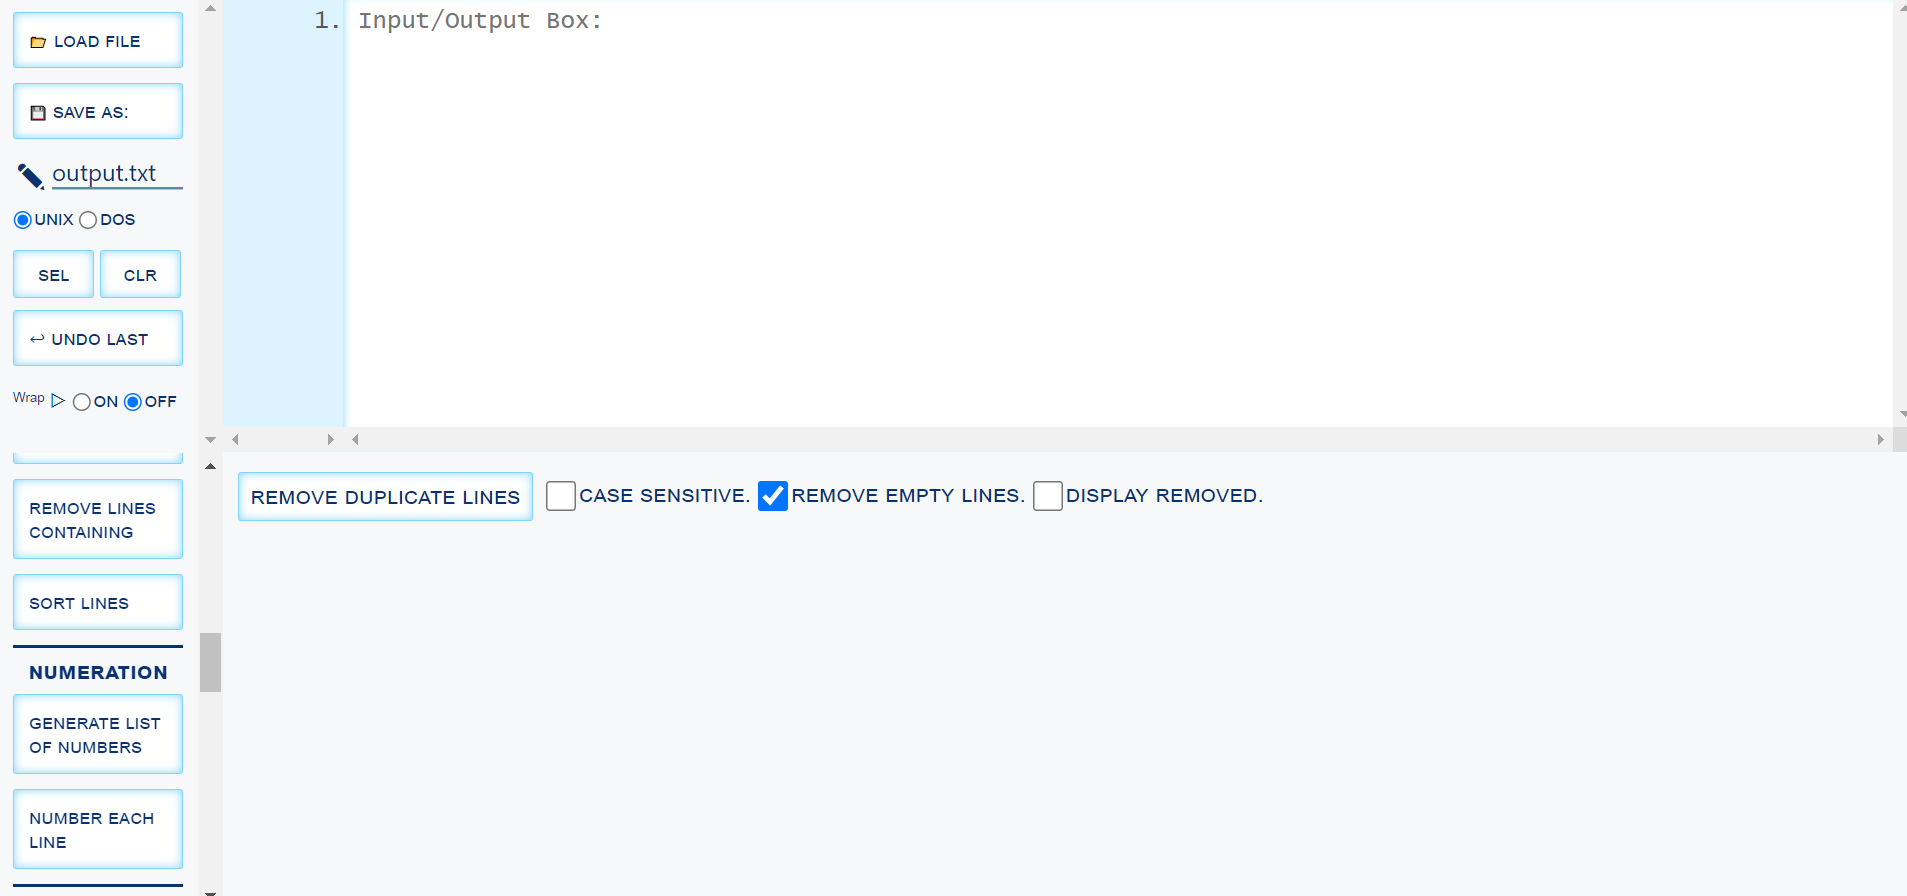 LOAD FILE
SAVE AS:
output.txt
UNIX DOS
SEL CLR
UNDO LAST
Wrap ▷ ON OFF
REMOVE LINES
CONTAINING
SORT LINES
NUMERATION
GENERATE LIST
OF NUMBERS
NUMBER EACH
LINE
1. Input/Output Box:
REMOVE DUPLICATE LINES CASE SENSITIVE. REMOVE EMPTY LINES. DISPLAY REMOVED.